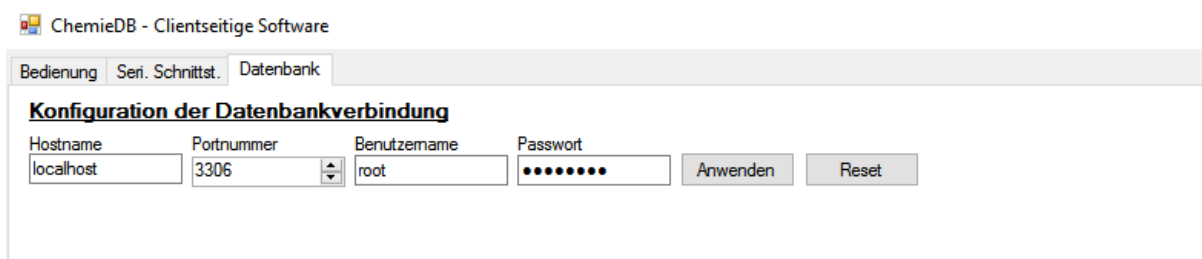 ChemieDB - Clientseitige Software
Bedienung Seri. Schnittst. Datenbank
Konfiguration der Datenbankverbindung
Hostname Portnummer Benutzername Passwort
localhost 3306 root ●●●●●●●● Anwenden Reset